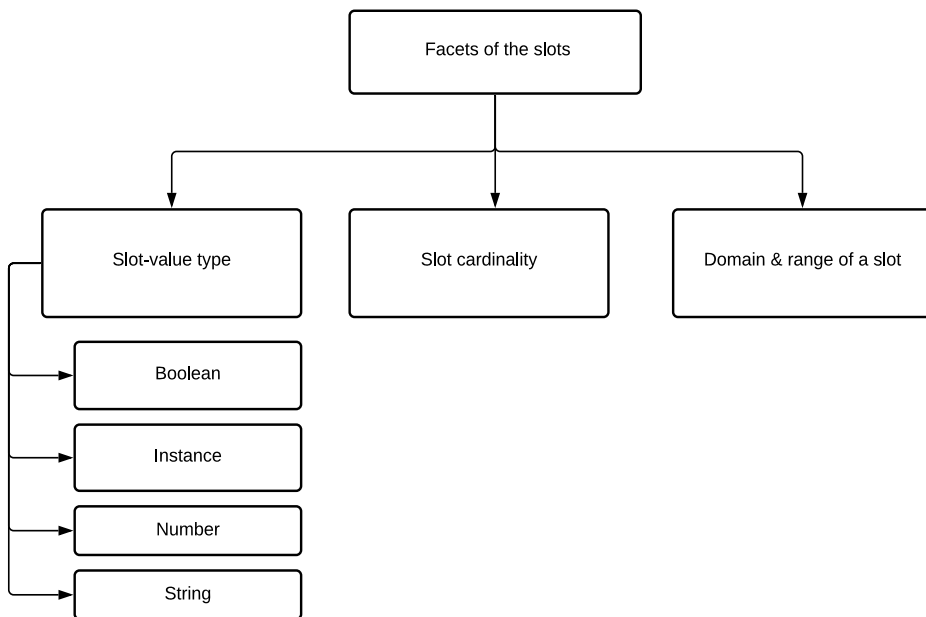 Facets of the slots
Slot-value type
Slot cardinality
Domain & range of a slot
Boolean
Instance
Number
String